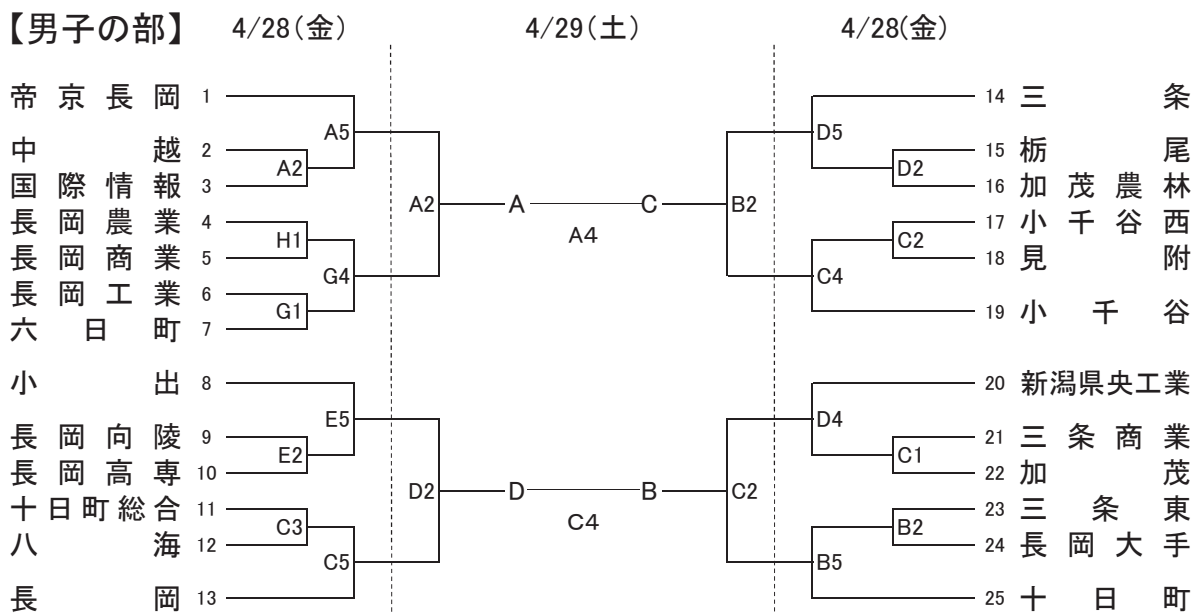 【男子の部】 4/28(金) 4/29(土) 4/28(金)
帝京長岡 1 14 三条
A5 D5
中越 2 15 栃尾
A2 D2
国際情報 3 16 加茂農林
A2 A C B2
長岡農業 4 17 小千谷西
H1 A4 C2
長岡商業 5 18 見附
G4 C4
長岡工業 6
G1 19 小千谷
六日町 7
小出 8 20 新潟県央工業
E5 D4
長岡向陵 9 21 三条商業
E2 C1
長岡高専 10 22 加茂
D2 D B C2
十日町総合 11 23 三条東
C3 C4 B2
八海 12 24 長岡大手
C5 B5
長岡 13 25 十日町